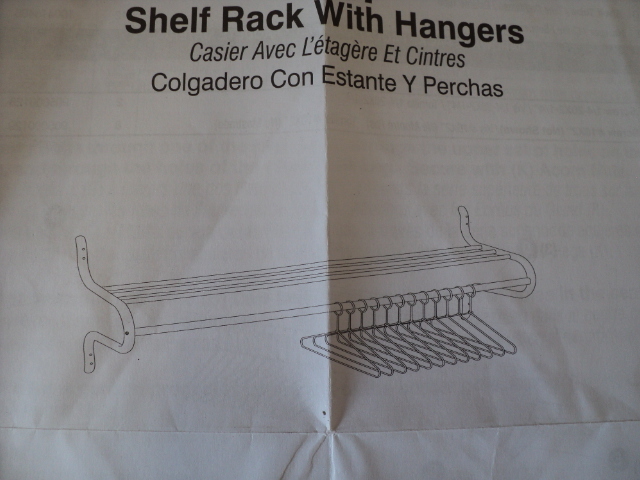 Shelf Rack With Hangers
Casier Avec L'étagère Et Cintres
Colgadero Con Estante Y Perchas